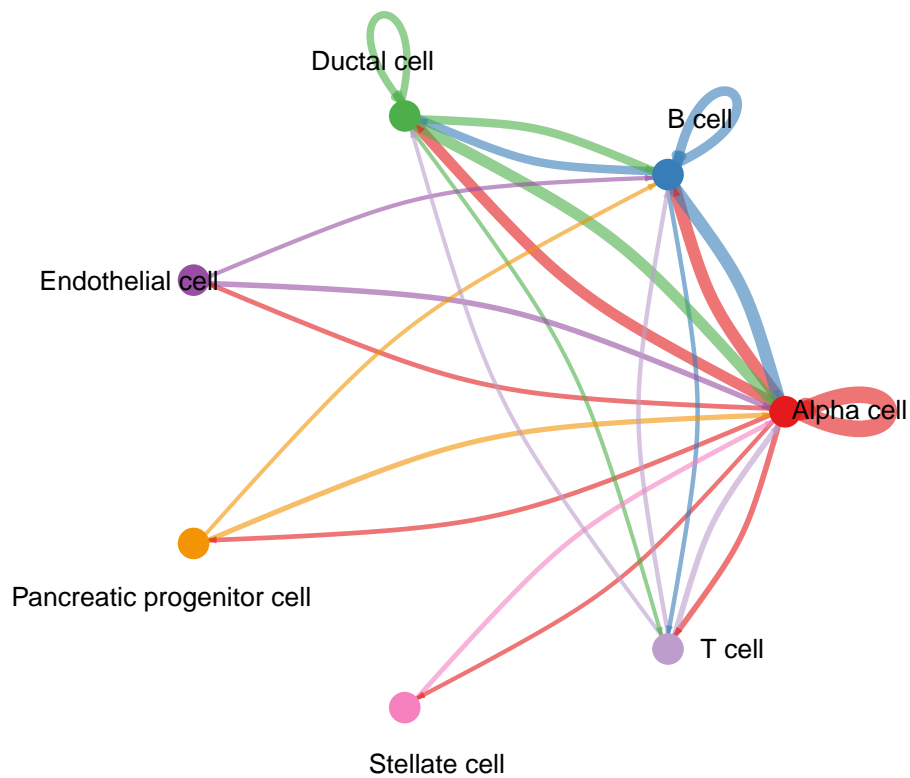 Ductal cell
B cell
Endothelial cell
Alpha cell
Pancreatic progenitor cell
T cell
Stellate cell